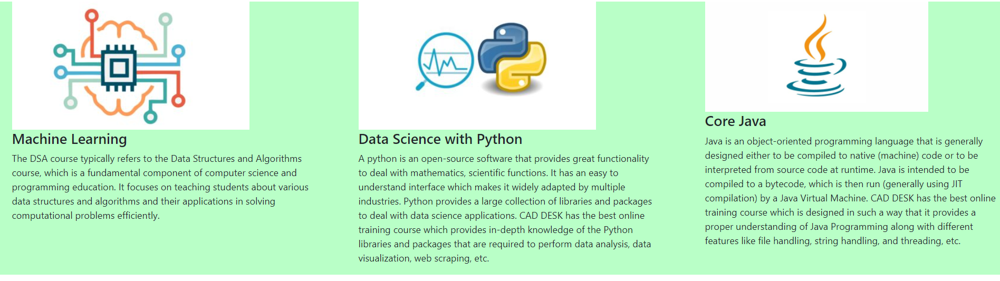 Machine Learning
The DSA course typically refers to the Data Structures and Algorithms
course, which is a fundamental component of computer science and
programming education. It focuses on teaching students about various
data structures and algorithms and their applications in solving
computational problems efficiently.
Data Science with Python
A python is an open-source software that provides great functionality
to deal with mathematics, scientific functions. It has an easy to
understand interface which makes it widely adapted by multiple
industries. Python provides a large collection of libraries and packages
to deal with data science applications. CAD DESK has the best online
training course which provides in-depth knowledge of the Python
libraries and packages that are required to perform data analysis, data
visualization, web scraping, etc.
Core Java
Java is an object-oriented programming language that is generally
designed either to be compiled to native (machine) code or to be
interpreted from source code at runtime. Java is intended to be
compiled to a bytecode, which is then run (generally using JIT
compilation) by a Java Virtual Machine. CAD DESK has the best online
training course which is designed in such a way that it provides a
proper understanding of Java Programming along with different
features like file handling, string handling, and threading, etc.